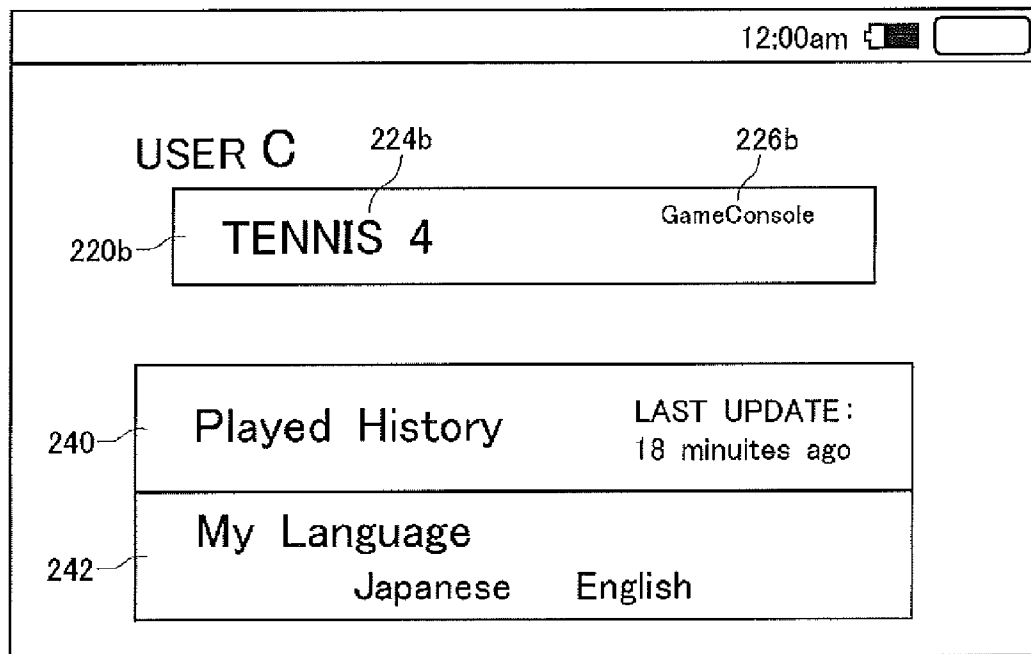 12:00am
USER C
224b
226b
220b
TENNIS 4
GameConsole
240
Played History
LAST UPDATE:
18 minuites ago
242
My Language
Japanese English